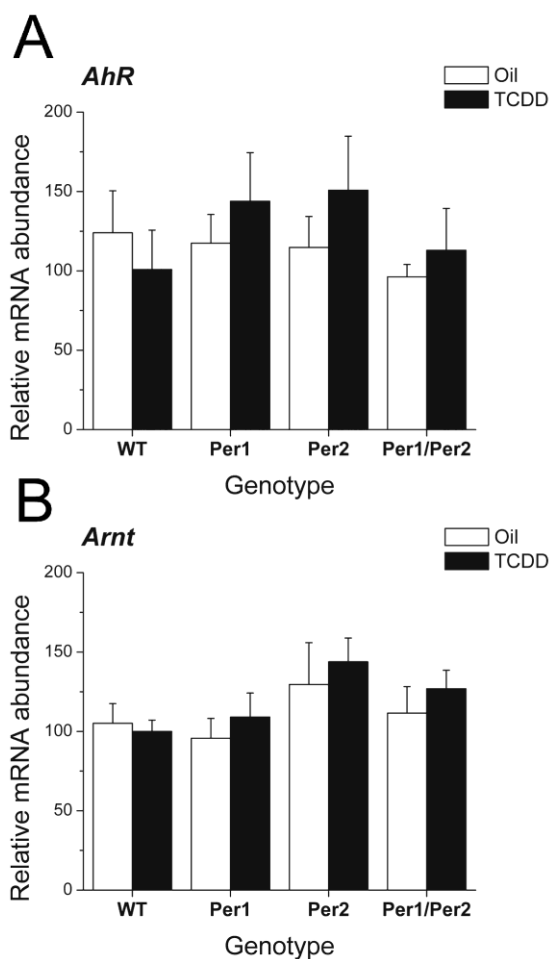 A
AhR
Oil
TCDD
200
150
100
50
0
Relative mRNA abundance
WT Per1 Per2 Per1/Per2
Genotype
B
Arnt
Oil
TCDD
200
150
100
50
0
Relative mRNA abundance
WT Per1 Per2 Per1/Per2
Genotype